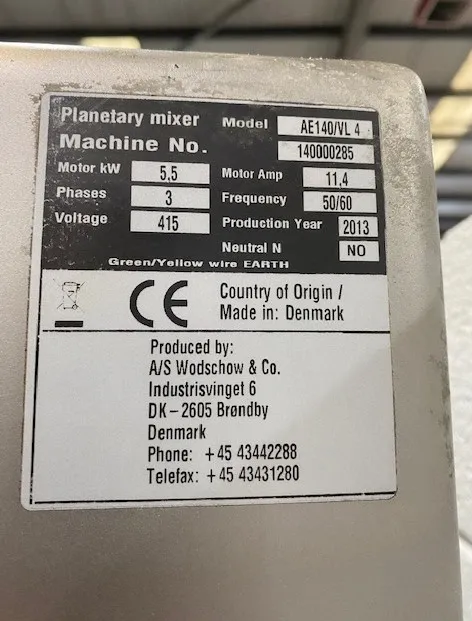 Planetary mixer Model AE140/VL 4
Machine No. 140000285
Motor kW 5.5 Motor Amp 11,4
Phases 3 Frequency 50/60
Voltage 415 Production Year 2013
Neutral N NO
Green/Yellow wire EARTH
CE Country of Origin /
Made in: Denmark
Produced by:
A/S Wodschow & Co.
Industrisvinget 6
DK – 2605 Brøndby
Denmark
Phone: +45 43442288
Telefax: +45 43431280